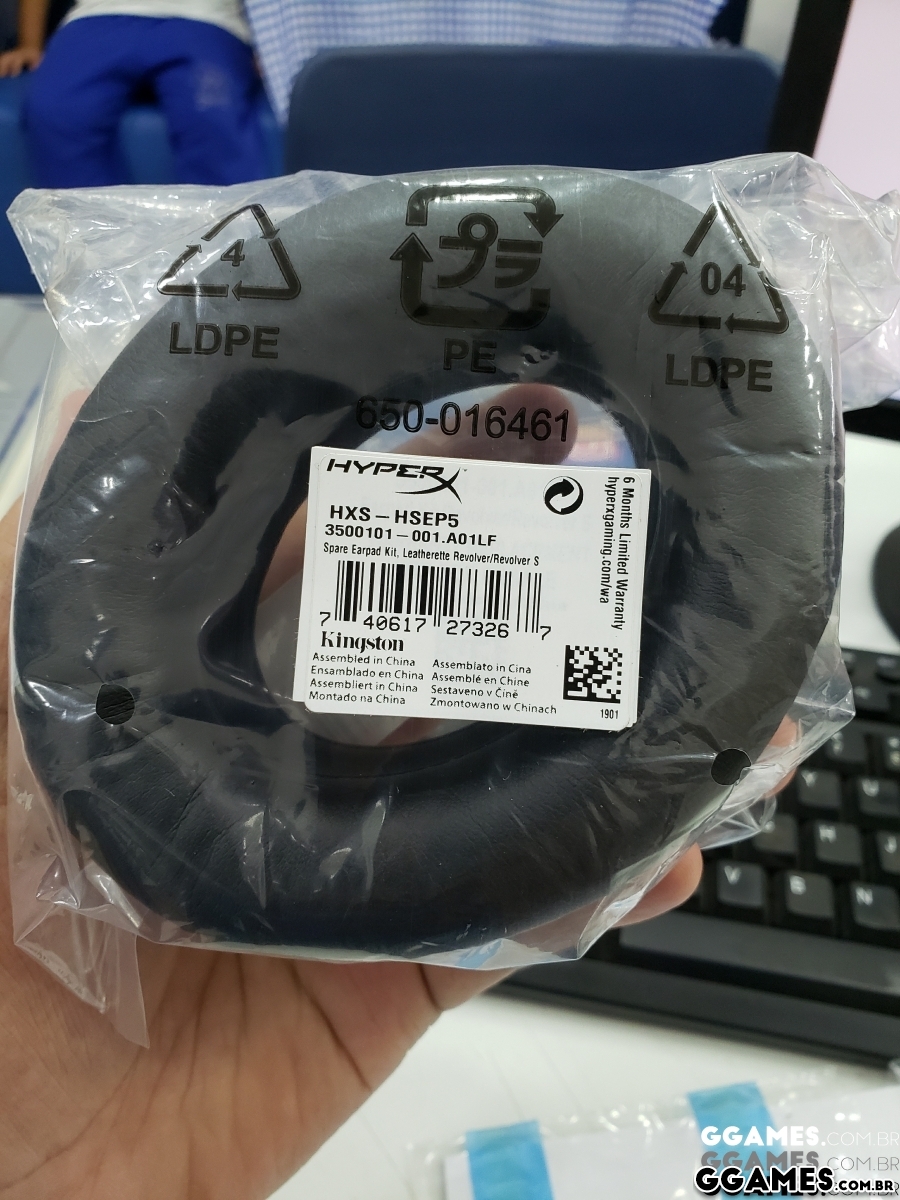 4
LDPE
プラ
PE
04
LDPE
650-016461
HYPERX
HXS-HSEP5
3500101-001.A01LF
Spare Earpad Kit, Leatherette Revolver/Revolver S
7 40617 27326 7
Kingston
Assembled in China
Ensamblado en China
Assembliert in China
Montado na China
Assemblato in Cina
Assemblé en Chine
Sestaveno v Číně
Zmontowano w Chinach
1901
6 Months Limited Warranty
hyperxgaming.com/wa
Y
U
H
V
B
N
GGAMES.COM.BR
GGAMES.COM.BR
GGAMES.COM.BR